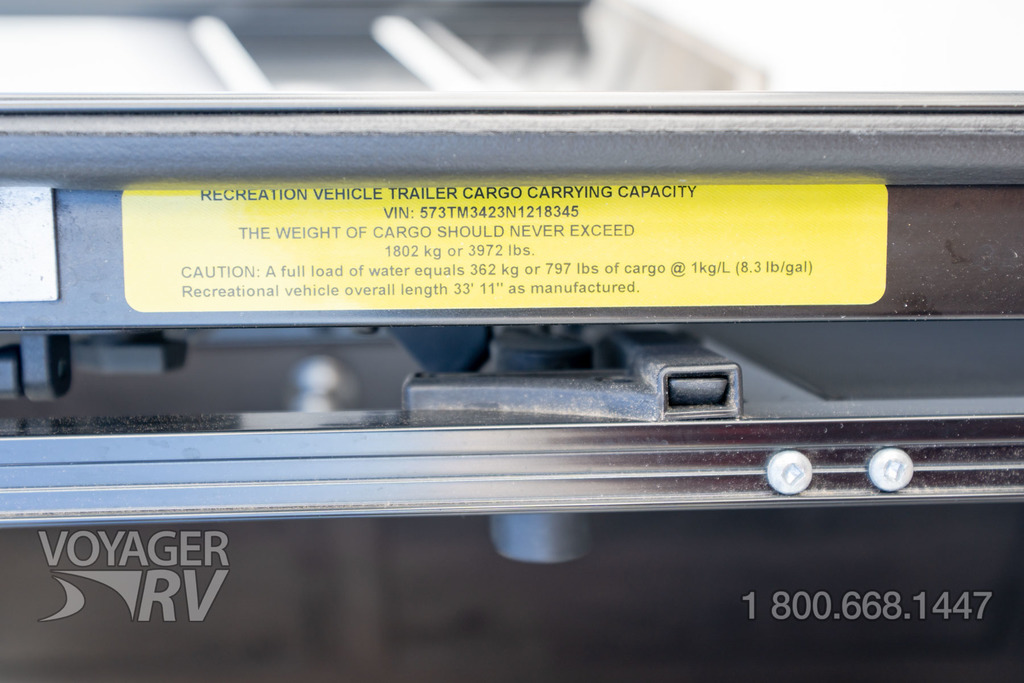 RECREATION VEHICLE TRAILER CARGO CARRYING CAPACITY
VIN: 573TM3423N1218345
THE WEIGHT OF CARGO SHOULD NEVER EXCEED
1802 kg or 3972 lbs.
CAUTION: A full load of water equals 362 kg or 797 lbs of cargo @ 1kg/L (8.3 lb/gal)
Recreational vehicle overall length 33' 11" as manufactured.
VOYAGER
RV
1 800.668.1447